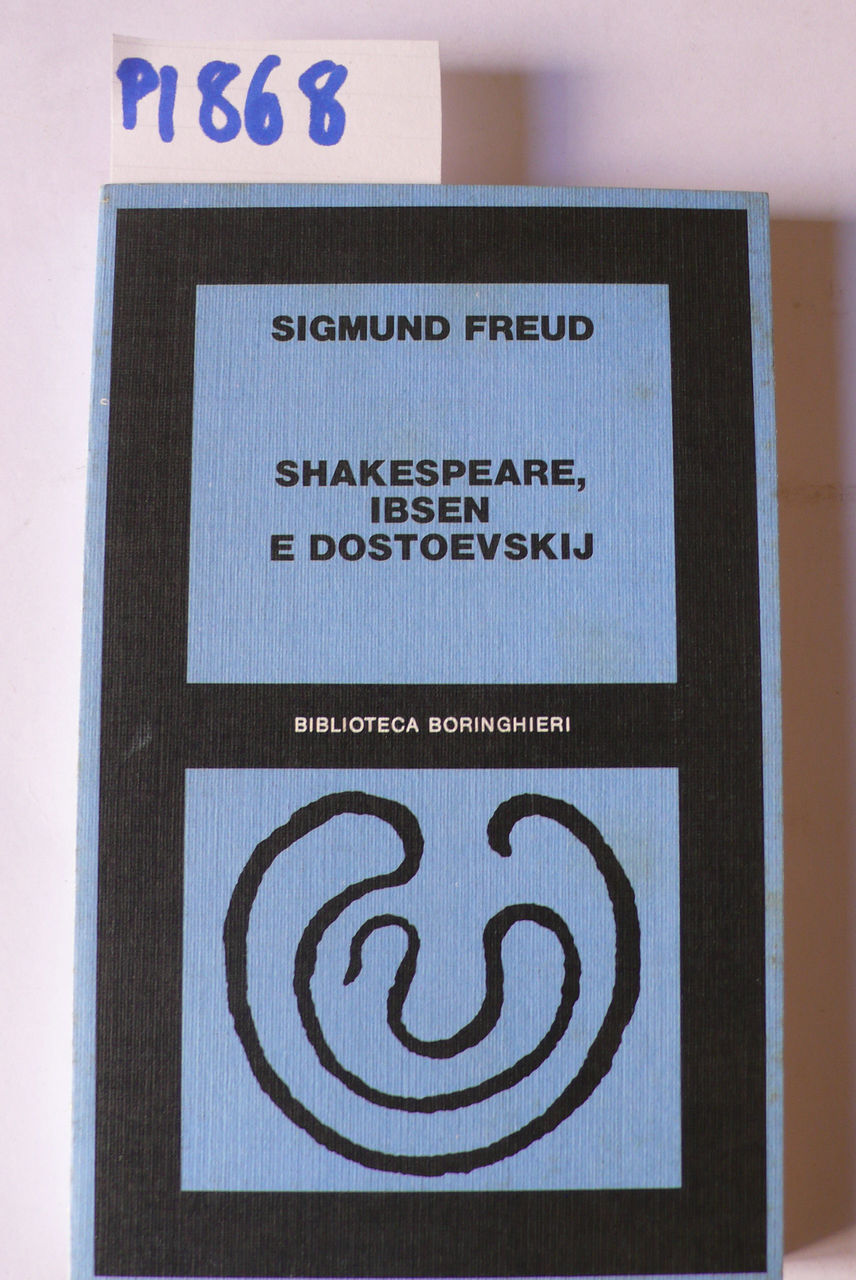 P1868
SIGMUND FREUD
SHAKESPEARE,
IBSEN
E DOSTOEVSKIJ
BIBLIOTECA BORINGHIERI